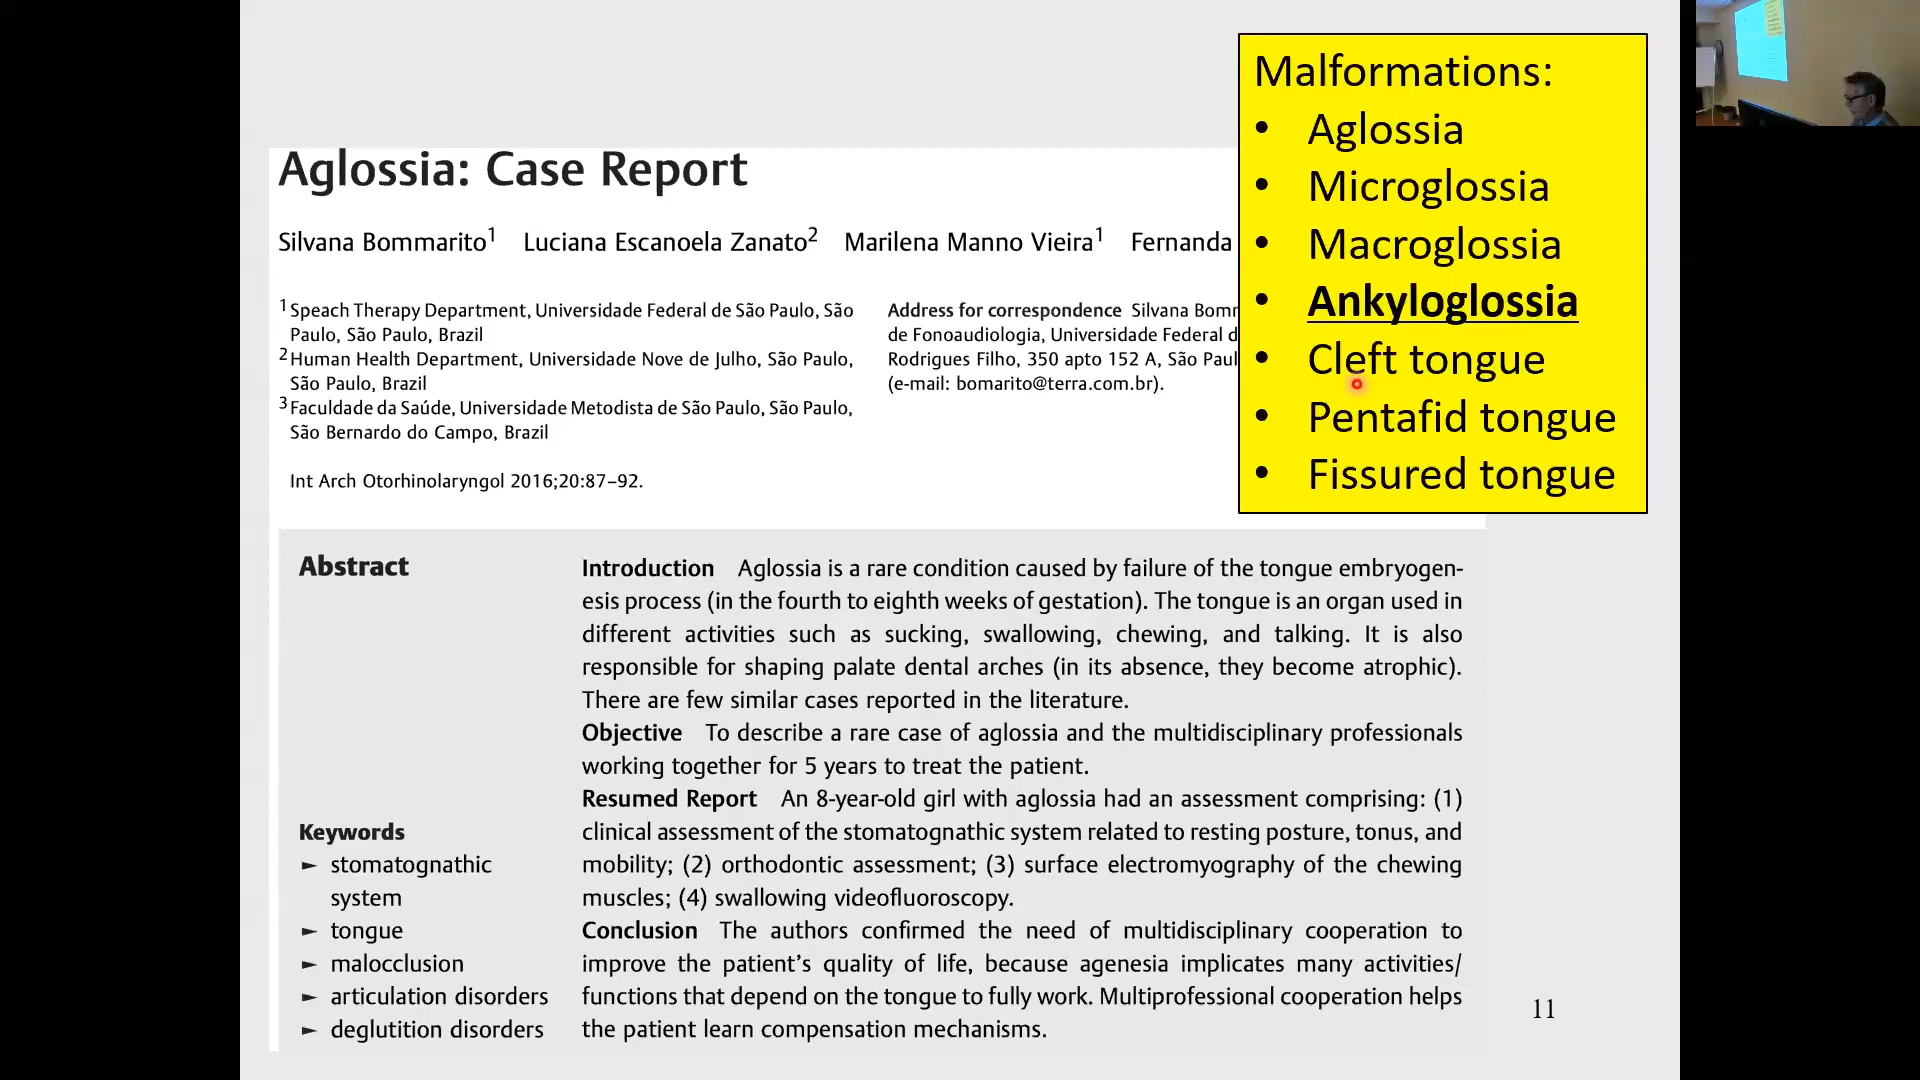 Aglossia: Case Report
Silvana Bommarito1 Luciana Escanoela Zanato2 Marilena Manno Vieira1 Fernanda
1 Speach Therapy Department, Universidade Federal de São Paulo, São
Paulo, São Paulo, Brazil
2 Human Health Department, Universidade Nove de Julho, São Paulo,
São Paulo, Brazil
3 Faculdade da Saúde, Universidade Metodista de São Paulo, São Paulo,
São Bernardo do Campo, Brazil
Address for correspondence Silvana Bomm
de Fonoaudiologia, Universidade Federal d
Rodrigues Filho, 350 apto 152 A, São Paul
(e-mail: bomarito@terra.com.br).
Int Arch Otorhinolaryngol 2016;20:87–92.
Malformations:
• Aglossia
• Microglossia
• Macroglossia
• Ankyloglossia
• Cleft tongue
• Pentafid tongue
• Fissured tongue
Abstract
Introduction Aglossia is a rare condition caused by failure of the tongue embryogen-
esis process (in the fourth to eighth weeks of gestation). The tongue is an organ used in
different activities such as sucking, swallowing, chewing, and talking. It is also
responsible for shaping palate dental arches (in its absence, they become atrophic).
There are few similar cases reported in the literature.
Objective To describe a rare case of aglossia and the multidisciplinary professionals
working together for 5 years to treat the patient.
Resumed Report An 8-year-old girl with aglossia had an assessment comprising: (1)
clinical assessment of the stomatognathic system related to resting posture, tonus, and
mobility; (2) orthodontic assessment; (3) surface electromyography of the chewing
muscles; (4) swallowing videofluoroscopy.
Conclusion The authors confirmed the need of multidisciplinary cooperation to
improve the patient's quality of life, because agenesia implicates many activities/
functions that depend on the tongue to fully work. Multiprofessional cooperation helps
the patient learn compensation mechanisms.
Keywords
► stomatognathic
system
► tongue
► malocclusion
► articulation disorders
► deglutition disorders
11